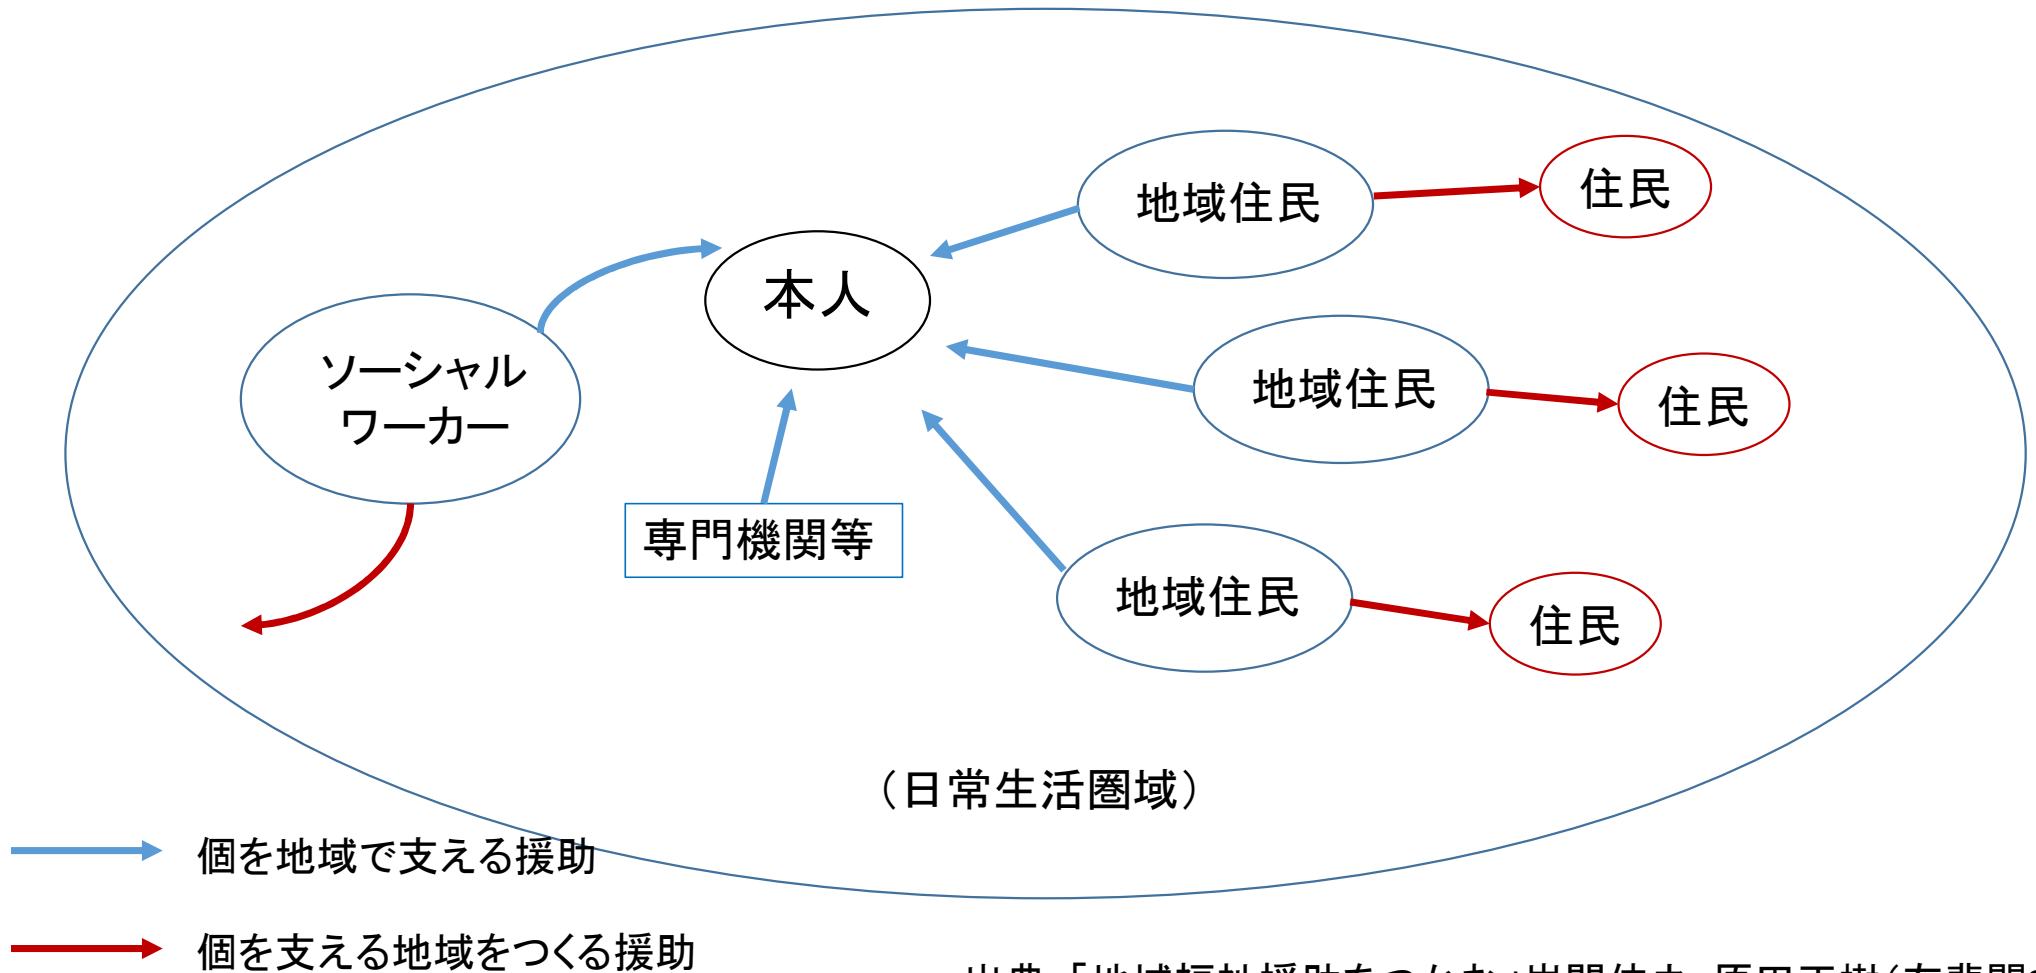 地域住民
住民
本人
ソーシャル
ワーカー
地域住民
住民
専門機関等
地域住民
住民
（日常生活圏域）
個を地域で支える援助
個を支える地域をつくる援助